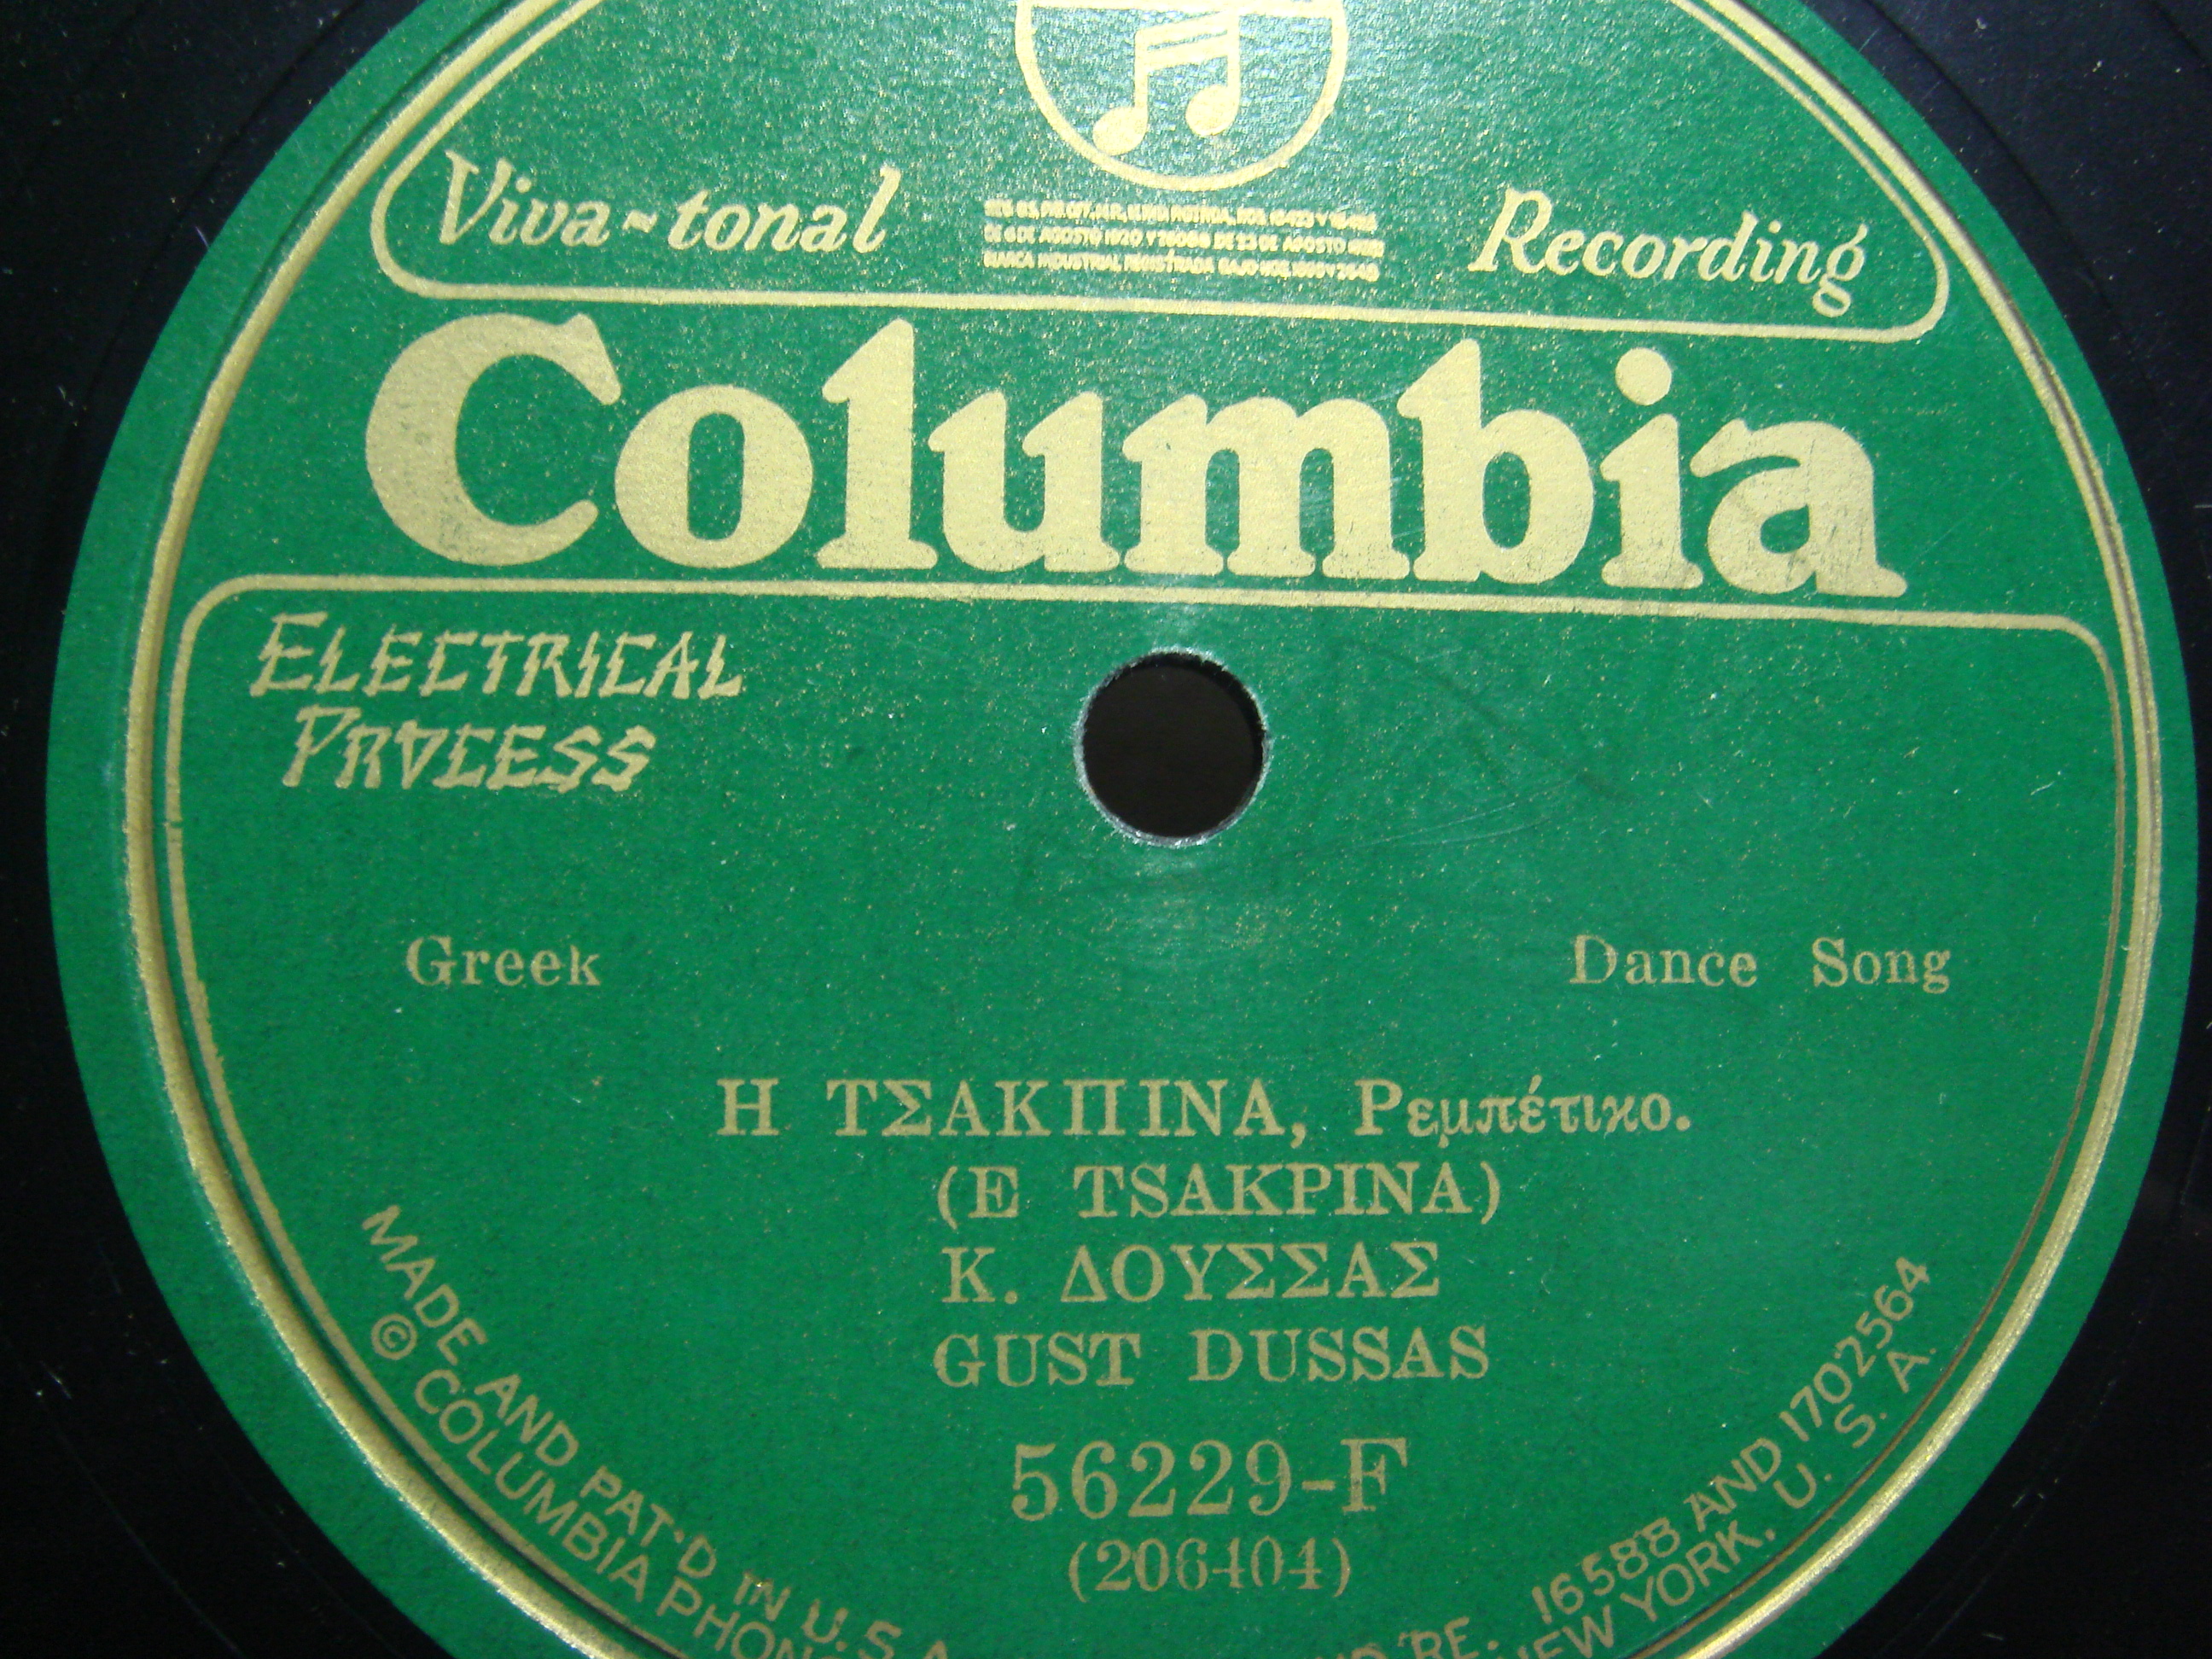 Viva-tonal Recording
Columbia
ELECTRICAL
PROCESS
Greek Dance Song
Η ΤΣΑΚΠΙΝΑ, Ρεμπέτικο.
(E TSAKPINA)
Κ. ΔΟΥΣΣΑΣ
GUST DUSSAS
56229-F
(206404)
MADE AND PAT'D IN U.S.A. RE. 16588 AND 1702564
© COLUMBIA NEW YORK, U. S. A.